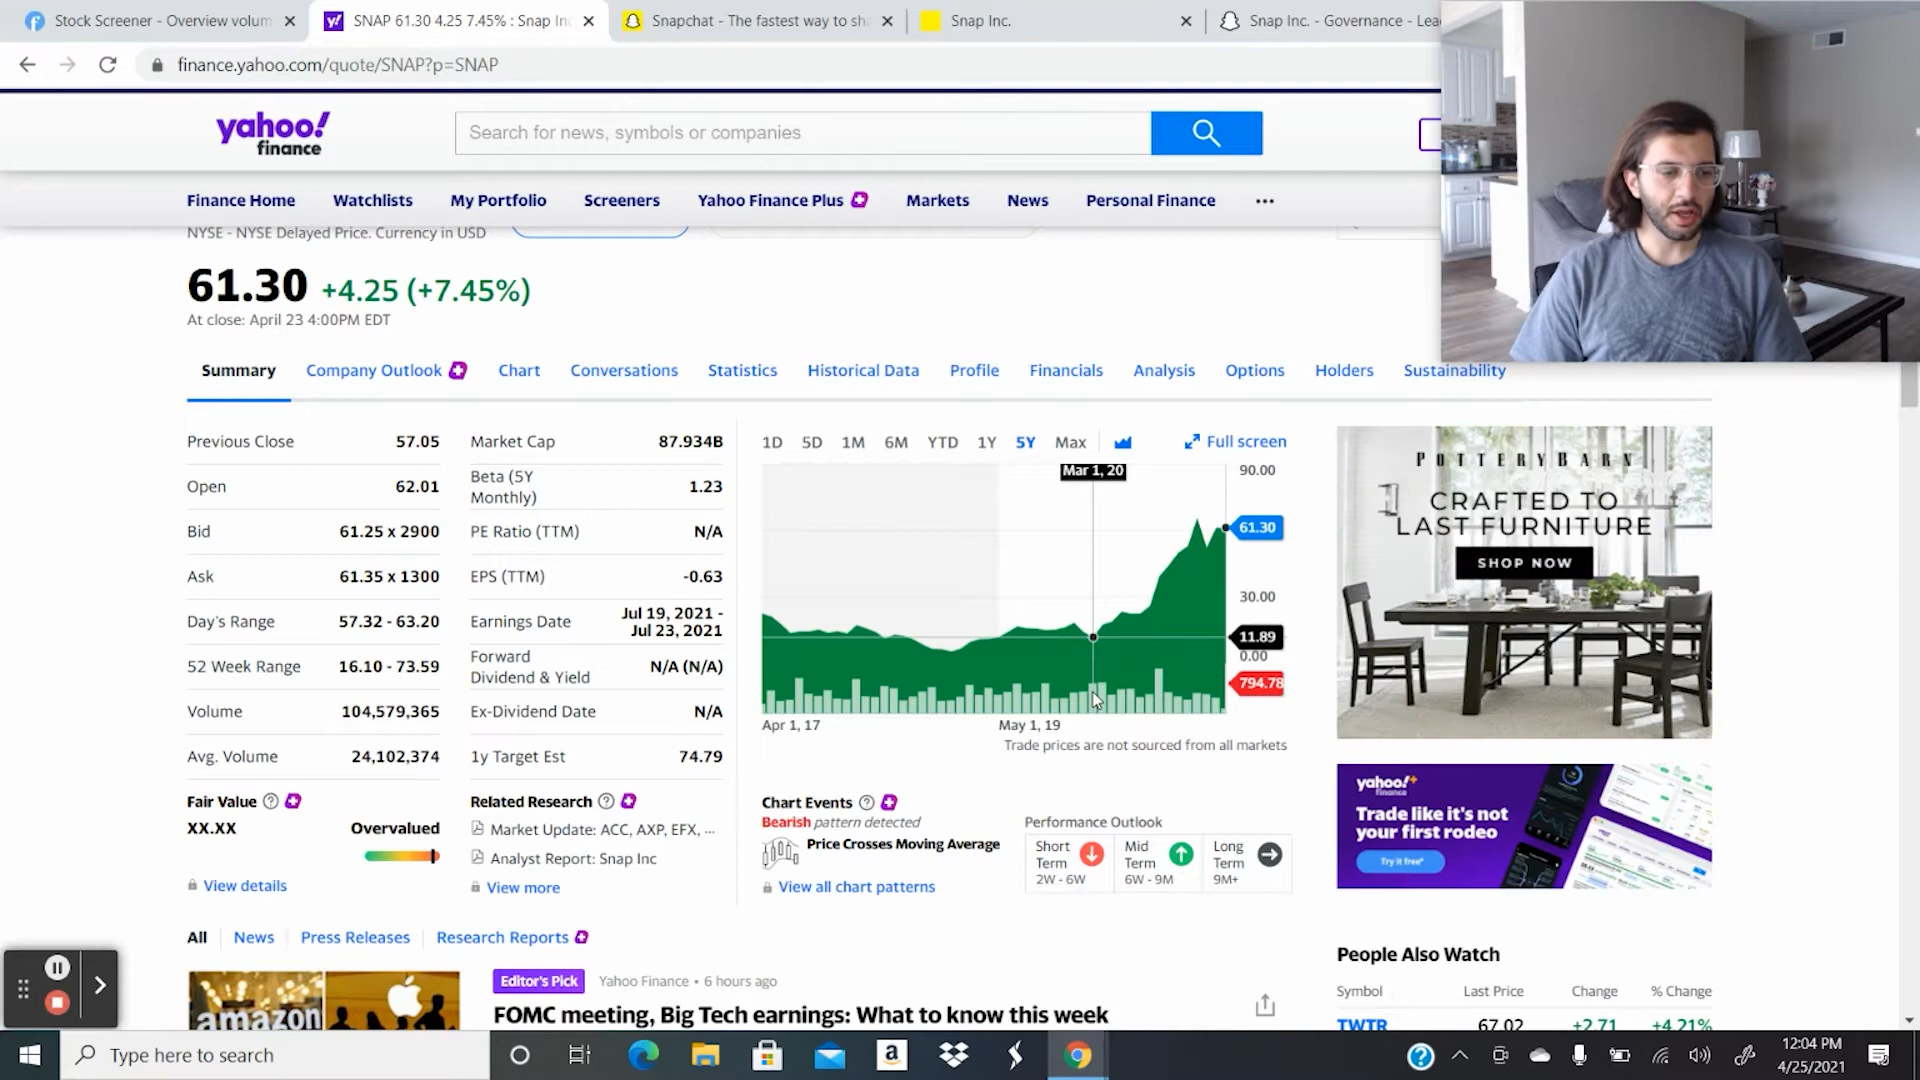 Stock Screener - Overview volum
SNAP 61.30 4.25 7.45% : Snap In
Snapchat - The fastest way to sh
Snap Inc.
Snap Inc. - Governance - Lea
finance.yahoo.com/quote/SNAP?p=SNAP
yahoo!
finance
Search for news, symbols or companies
Finance Home Watchlists My Portfolio Screeners Yahoo Finance Plus Markets News Personal Finance ...
NYSE - NYSE Delayed Price. Currency in USD
61.30 +4.25 (+7.45%)
At close: April 23 4:00PM EDT
Summary Company Outlook Chart Conversations Statistics Historical Data Profile Financials Analysis Options Holders Sustainability
Previous Close 57.05
Open 62.01
Bid 61.25 x 2900
Ask 61.35 x 1300
Day's Range 57.32 - 63.20
52 Week Range 16.10 - 73.59
Volume 104,579,365
Avg. Volume 24,102,374
Market Cap 87.934B
Beta (5Y
Monthly) 1.23
PE Ratio (TTM) N/A
EPS (TTM) -0.63
Earnings Date Jul 19, 2021 -
Jul 23, 2021
Forward
Dividend & Yield N/A (N/A)
Ex-Dividend Date N/A
1y Target Est 74.79
1D 5D 1M 6M YTD 1Y 5Y Max Full screen
Mar 1, 20
90.00
61.30
30.00
11.89
0.00
794.78
Apr 1, 17 May 1, 19
Trade prices are not sourced from all markets
Fair Value
XX.XX Overvalued
View details
Related Research
Market Update: ACC, AXP, EFX, ...
Analyst Report: Snap Inc
View more
Chart Events
Bearish pattern detected
Price Crosses Moving Average
View all chart patterns
Performance Outlook
Short
Term
2W - 6W
Mid
Term
6W - 9M
Long
Term
9M+
POTTERY BARN
CRAFTED TO
LAST FURNITURE
SHOP NOW
yahoo!+
finance
Trade like it's not
your first rodeo
Try it free*
All News Press Releases Research Reports
amazon
Editor's Pick Yahoo Finance • 6 hours ago
FOMC meeting, Big Tech earnings: What to know this week
People Also Watch
Symbol Last Price Change % Change
TWTR 67.02 +2.71 +4.21%
Type here to search
12:04 PM
4/25/2021